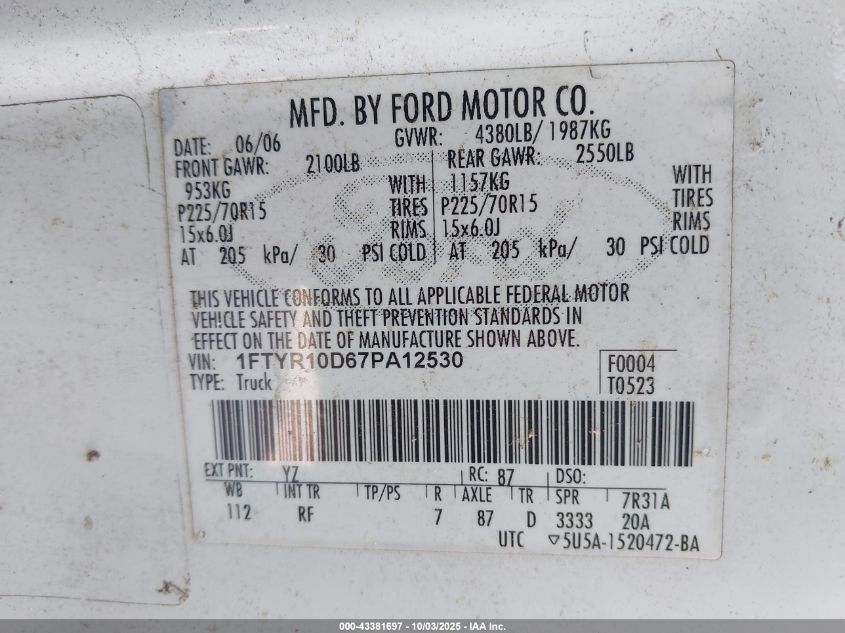 MFD. BY FORD MOTOR CO.
DATE: 06/06 GVWR: 4380LB/ 1987KG
FRONT GAWR: 2100LB REAR GAWR: 2550LB
953KG WITH 1157KG WITH
P225/70R15 TIRES P225/70R15 TIRES
15x6.0J RIMS 15x6.0J RIMS
AT 205 kPa/ 30 PSI COLD AT 205 kPa/ 30 PSI COLD
Ford
THIS VEHICLE CONFORMS TO ALL APPLICABLE FEDERAL MOTOR
VEHICLE SAFETY AND THEFT PREVENTION STANDARDS IN
EFFECT ON THE DATE OF MANUFACTURE SHOWN ABOVE.
VIN: 1FTYR10D67PA12530 F0004
TYPE: Truck T0523
EXT PNT: YZ RC: 87 DSO:
WB INT TR TP/PS R AXLE TR SPR 7R31A
112 RF 7 87 D 3333 20A
UTC ▽5U5A-1520472-BA
000-43381697 - 10/03/2025 - IAA Inc.